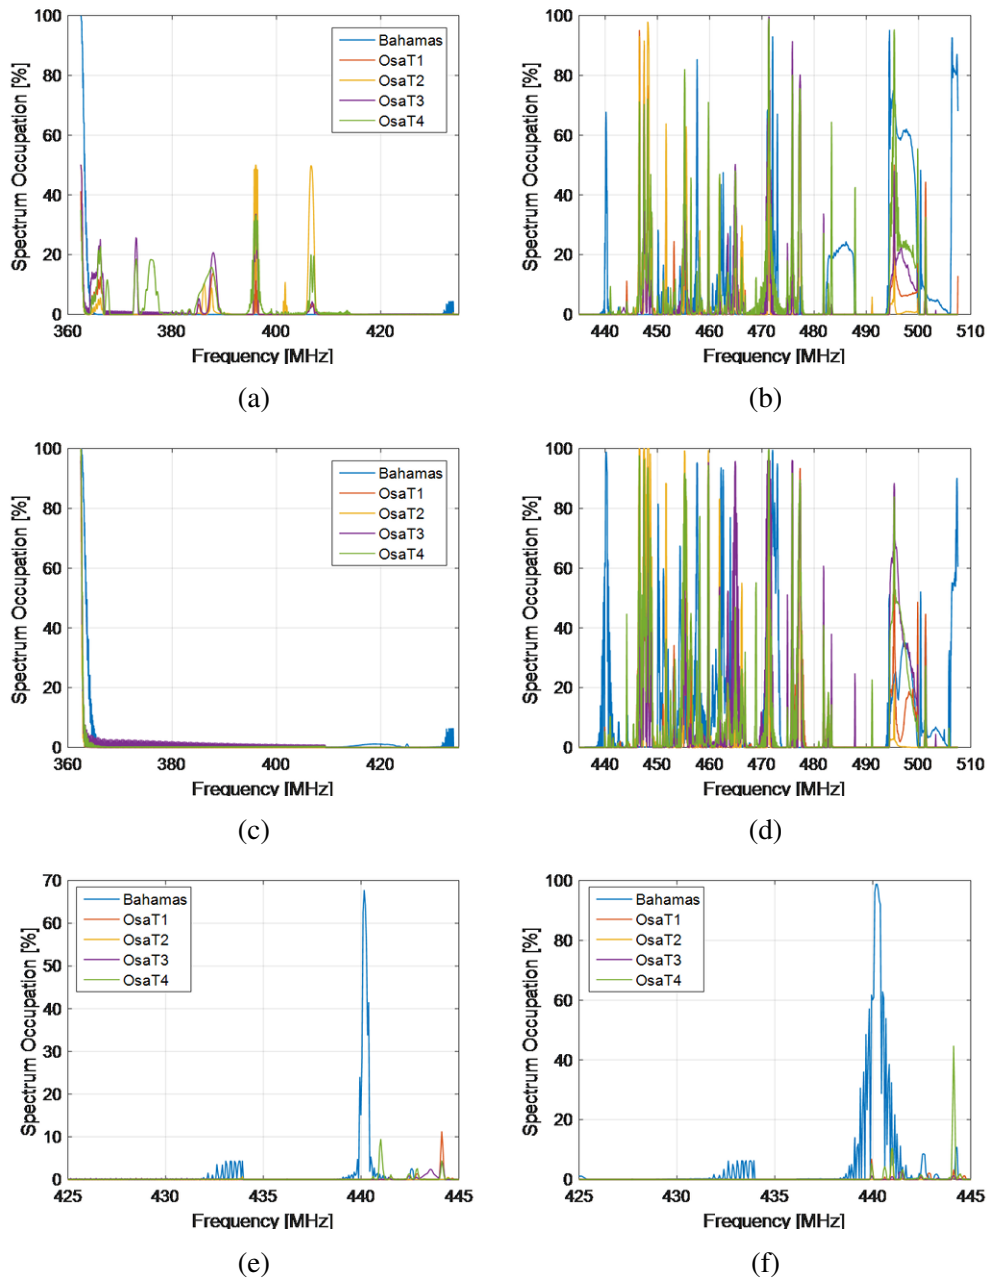 100
80
60
40
20
0
Spectrum Occupation [%]
360 380 400 420
Frequency [MHz]
Bahamas
OsaT1
OsaT2
OsaT3
OsaT4
(a)
100
80
60
40
20
0
Spectrum Occupation [%]
440 450 460 470 480 490 500 510
Frequency [MHz]
(b)
100
80
60
40
20
0
Spectrum Occupation [%]
360 380 400 420
Frequency [MHz]
Bahamas
OsaT1
OsaT2
OsaT3
OsaT4
(c)
100
80
60
40
20
0
Spectrum Occupation [%]
440 450 460 470 480 490 500 510
Frequency [MHz]
(d)
70
60
50
40
30
20
10
0
Spectrum Occupation [%]
425 430 435 440 445
Frequency [MHz]
Bahamas
OsaT1
OsaT2
OsaT3
OsaT4
(e)
100
80
60
40
20
0
Spectrum Occupation [%]
425 430 435 440 445
Frequency [MHz]
Bahamas
OsaT1
OsaT2
OsaT3
OsaT4
(f)